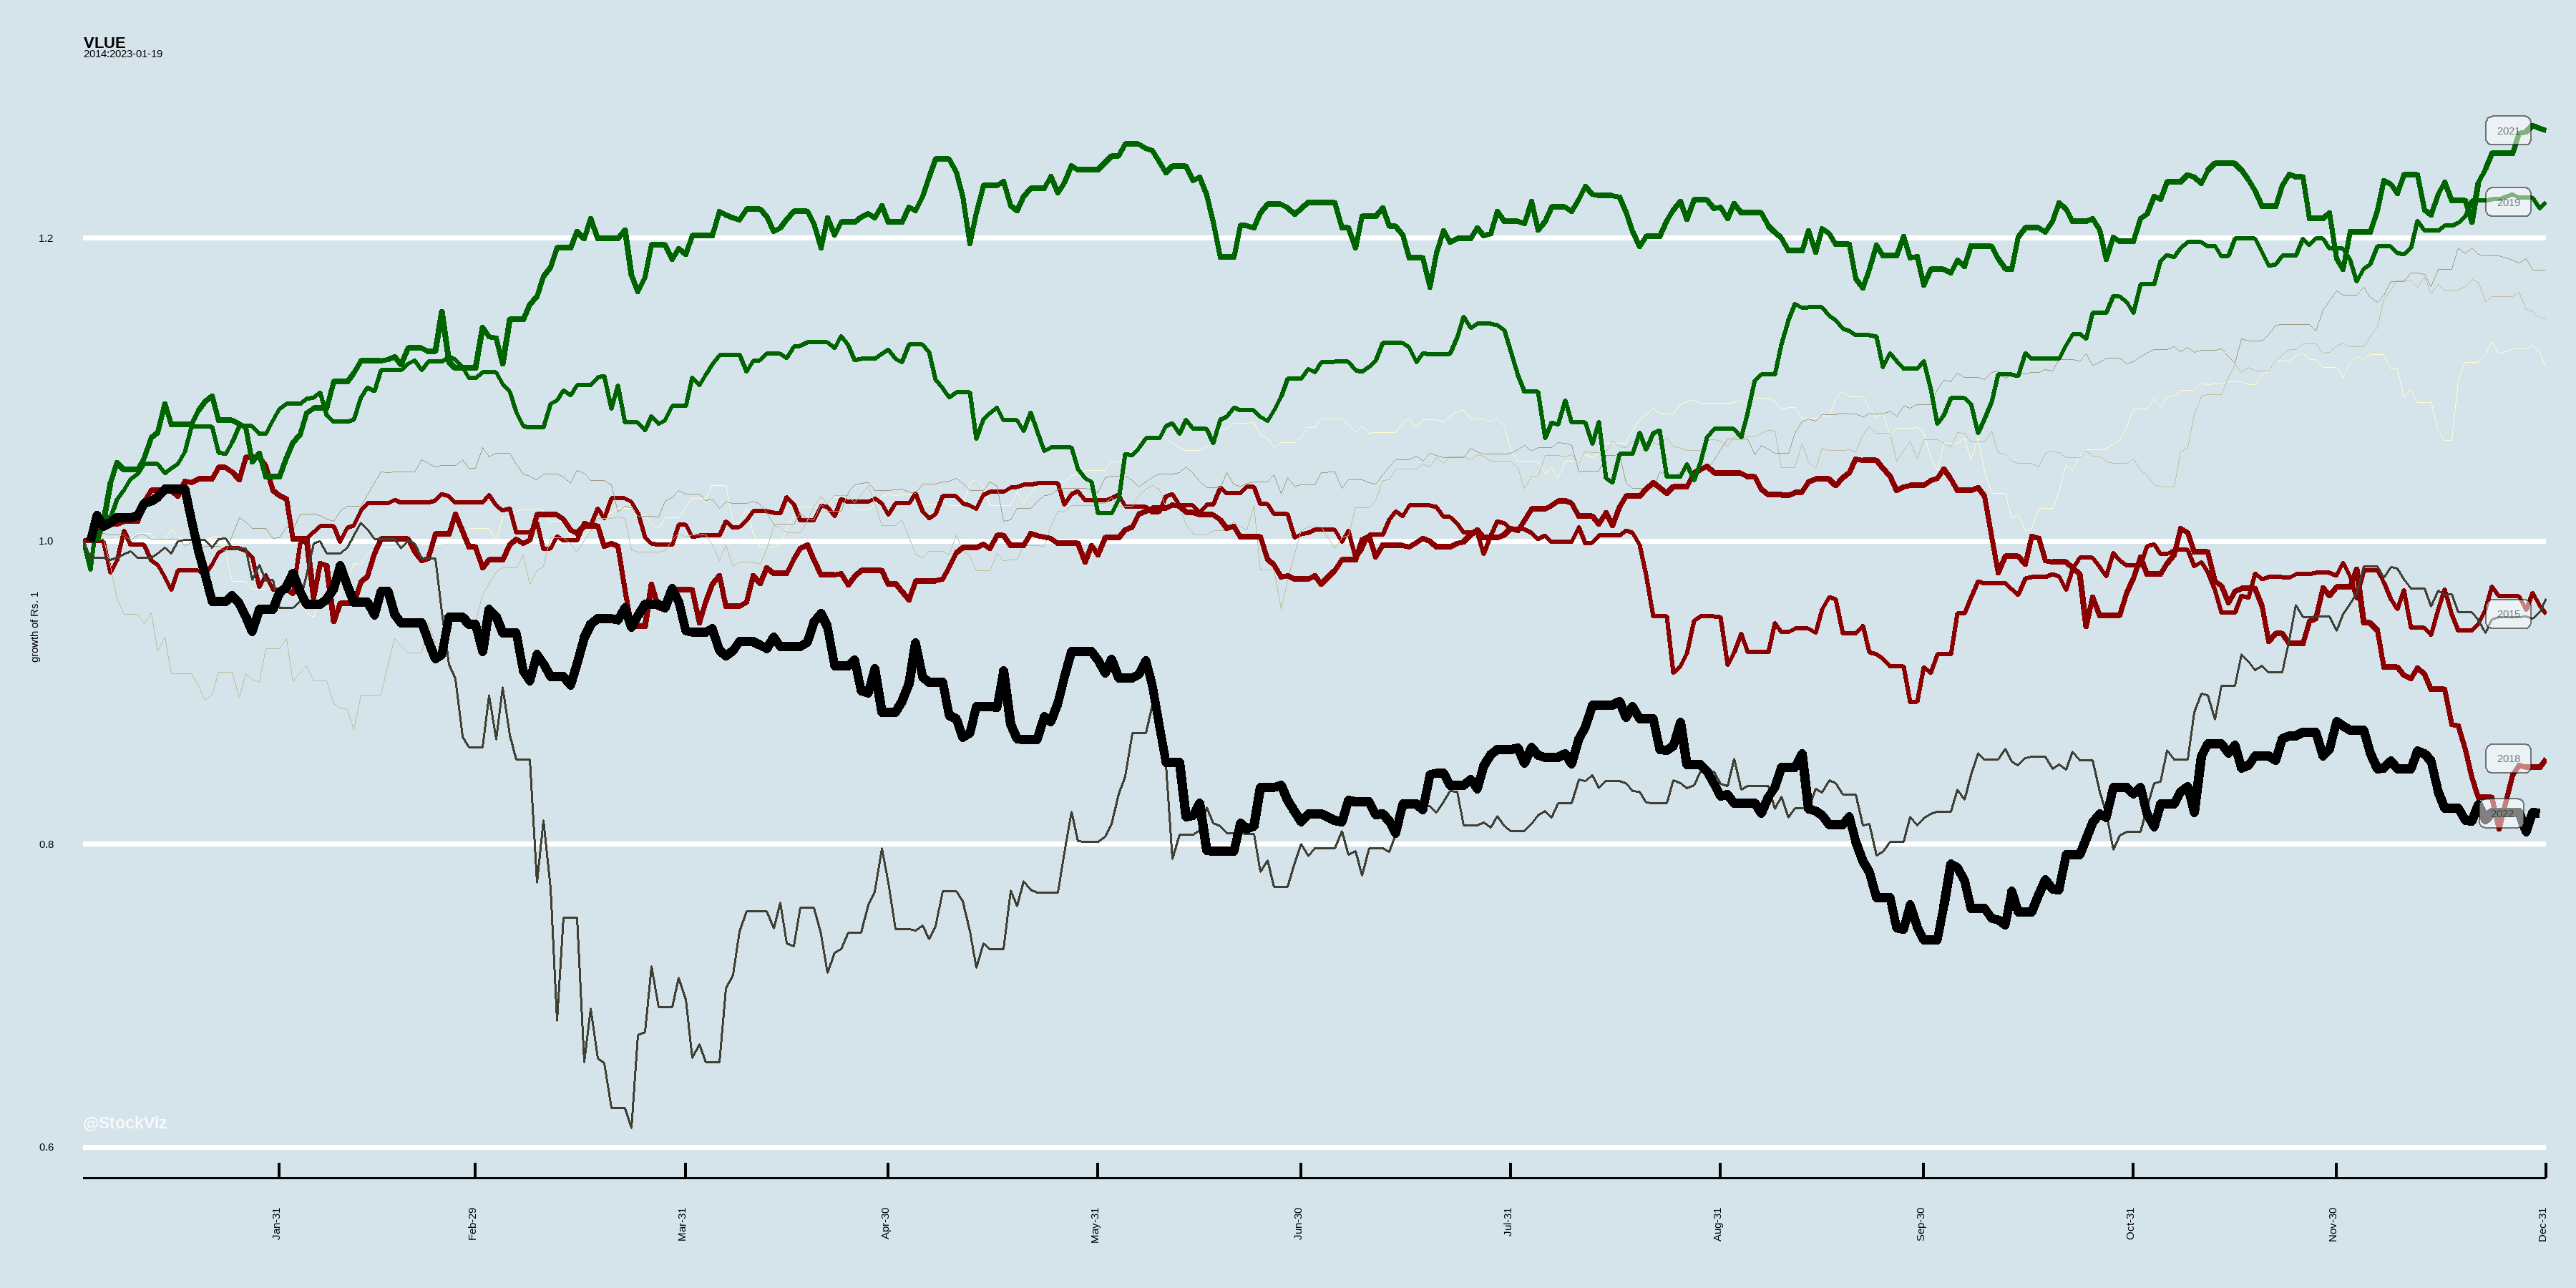 VLUE
2014:2023-01-19
2021
1.2
2019
1.0
growth of Rs. 1
2015
2018
2022
0.8
@StockViz
0.6
Jan-31
Feb-29
Mar-31
Apr-30
May-31
Jun-30
Jul-31
Aug-31
Sep-30
Oct-31
Nov-30
Dec-31